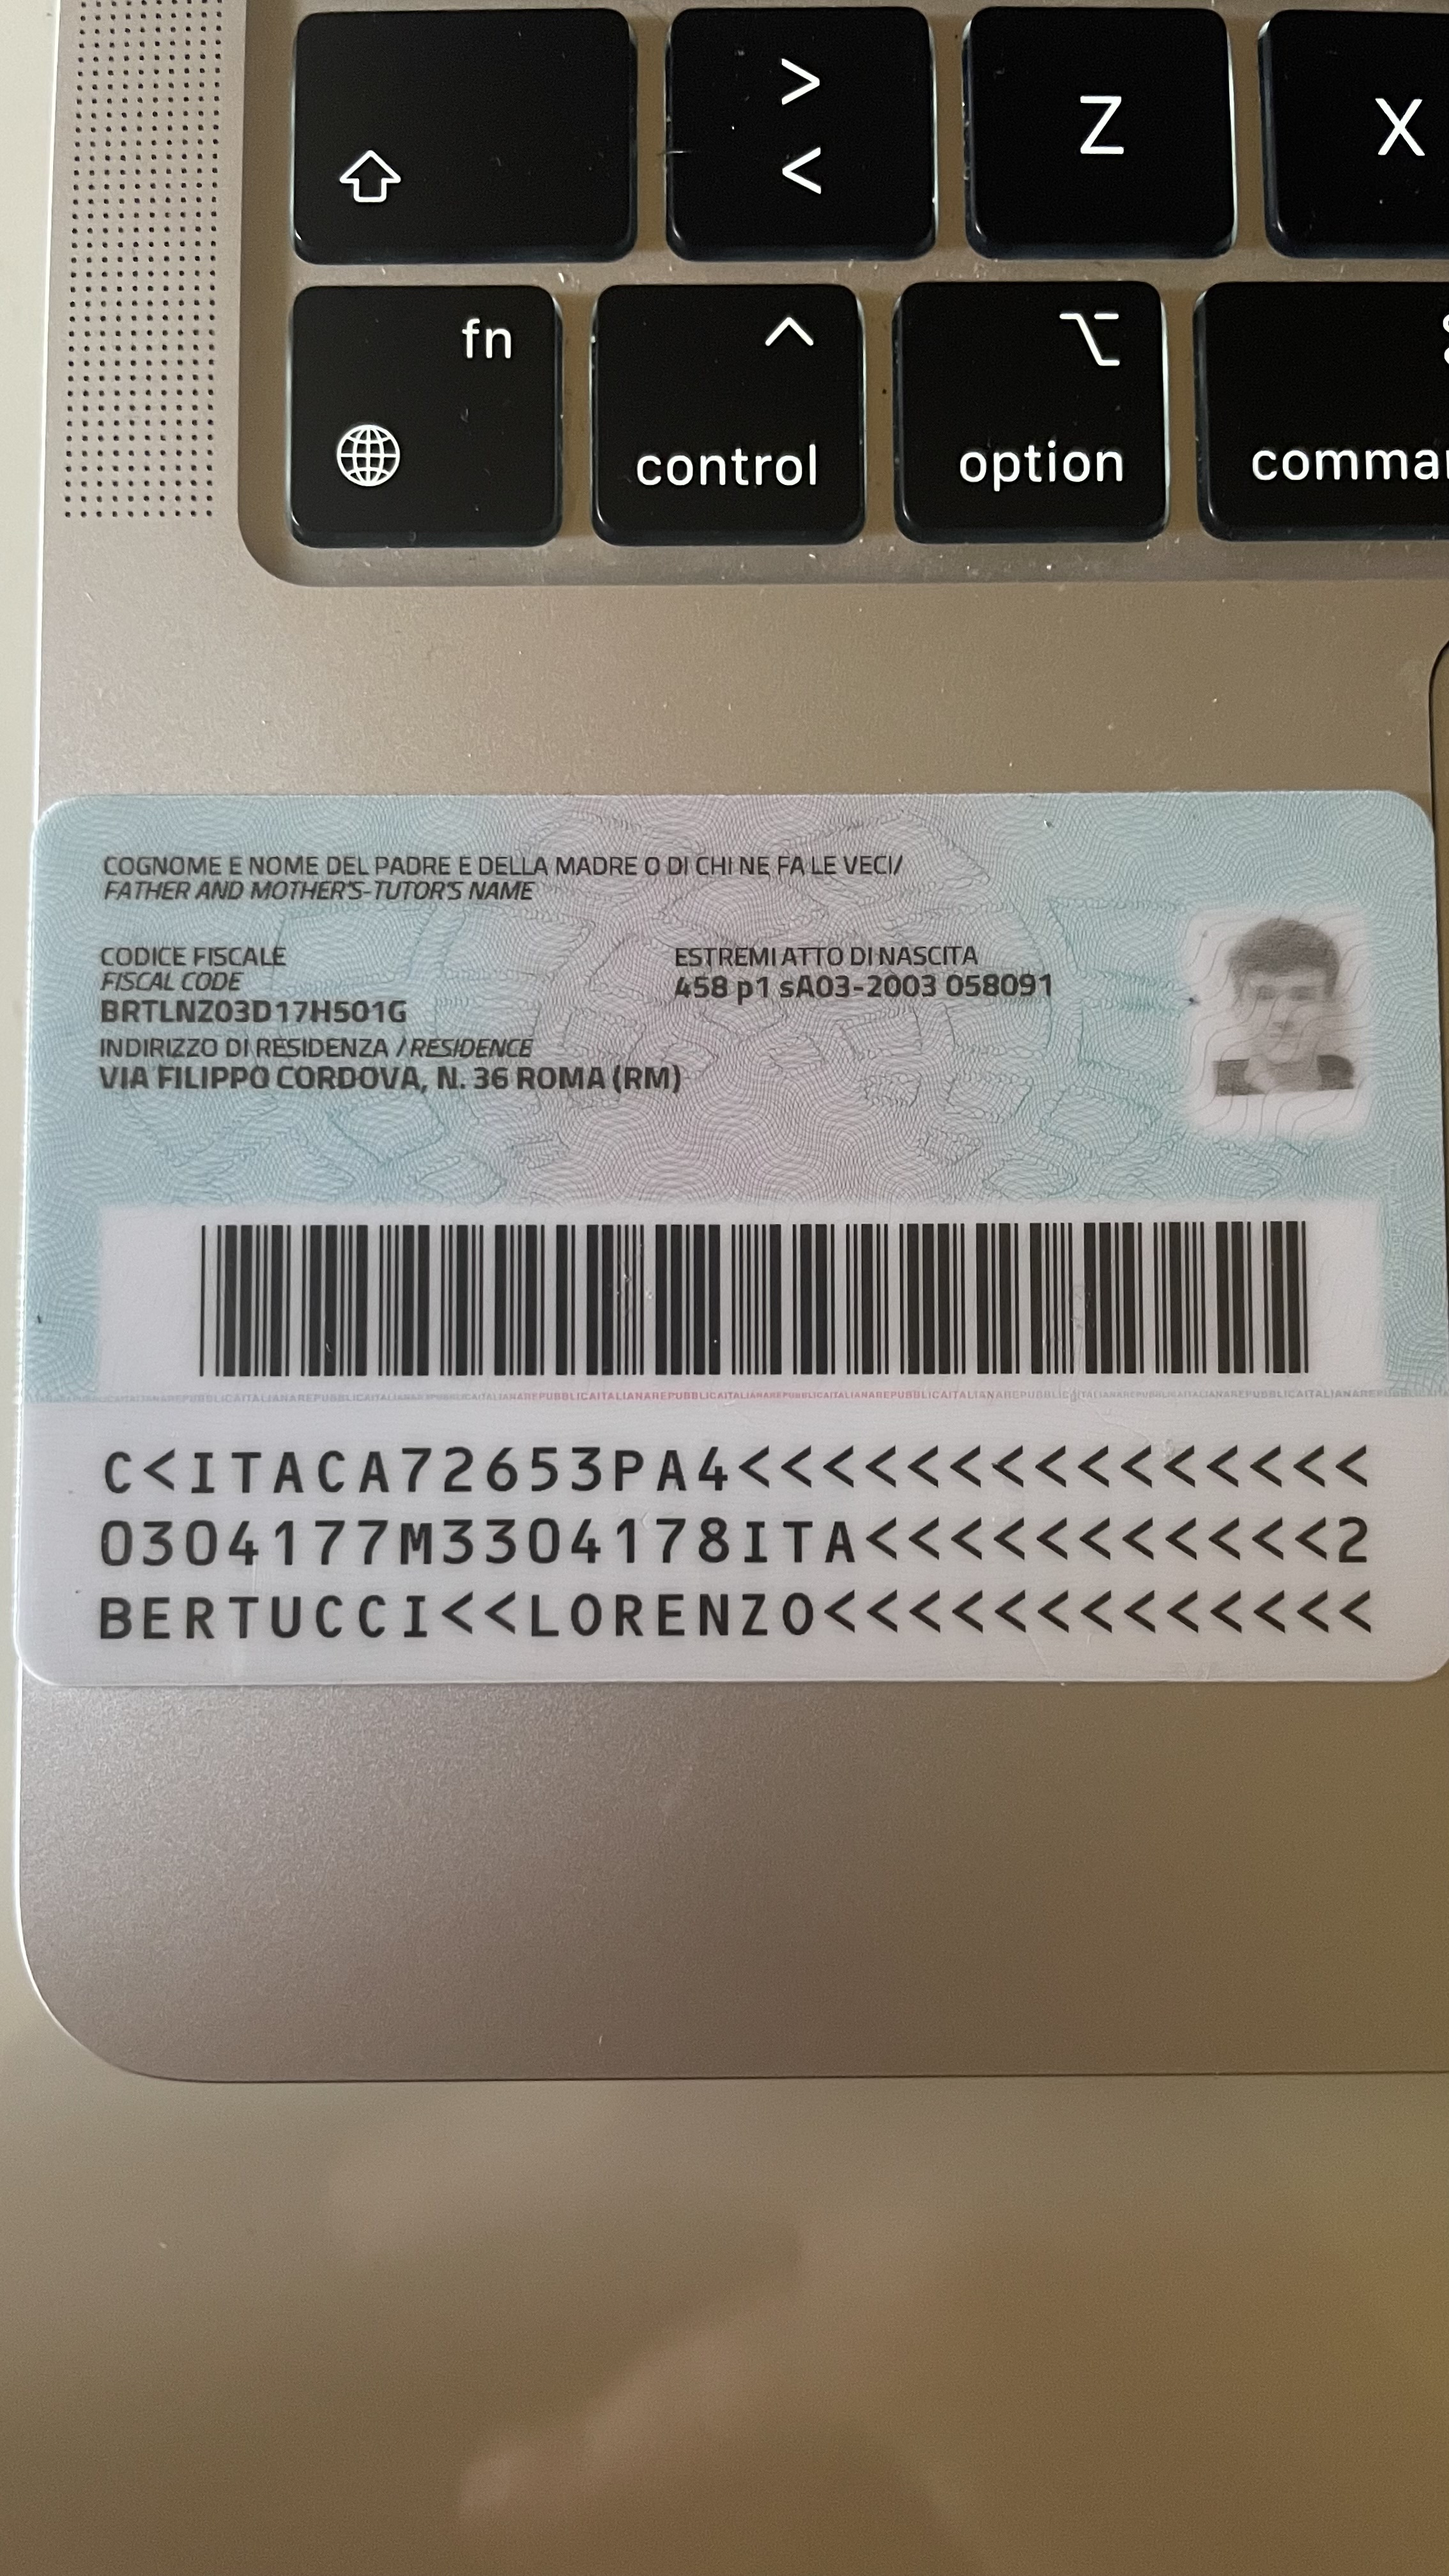 >
<
Z
X
fn
control
option
COGNOME E NOME DEL PADRE E DELLA MADRE O DI CHI NE FA LE VECI/
FATHER AND MOTHER'S-TUTOR'S NAME
CODICE FISCALE
FISCAL CODE
BRTLNZ03D17H501G
ESTREMI ATTO DI NASCITA
458 p1 sA03-2003 058091
INDIRIZZO DI RESIDENZA / RESIDENCE
VIA FILIPPO CORDOVA, N. 36 ROMA (RM)
C<ITACA72653PA4<<<<<<<<<<<<<<<
0304177M3304178ITA<<<<<<<<<<<2
BERTUCCI<<LORENZO<<<<<<<<<<<<<